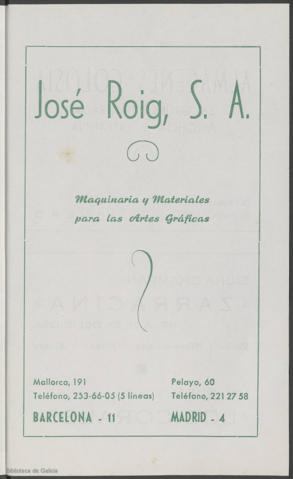 José Roig, S. A.
Maquinaria y Materiales
para las Artes Gráficas
Mallorca, 191
Teléfono, 253-66-05 (5 líneas)
BARCELONA - 11
Pelayo, 60
Teléfono, 221 27 58
MADRID - 4
Biblioteca de Galicia